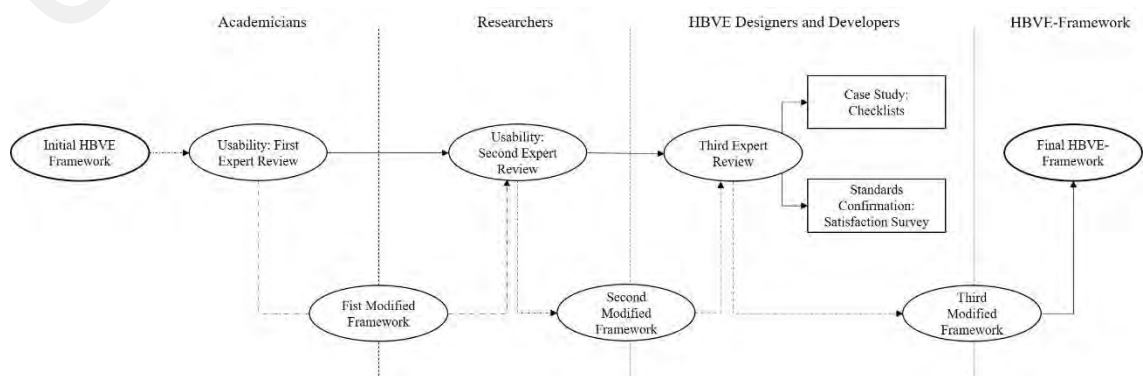 Academicians
Researchers
HBVE Designers and Developers
HBVE-Framework
Initial HBVE
Framework
Usability: First
Expert Review
Usability:
Second Expert
Review
Third Expert
Review
Case Study:
Checklists
Standards
Confirmation:
Satisfaction Survey
Final HBVE-
Framework
Fist Modified
Framework
Second
Modified
Framework
Third
Modified
Framework